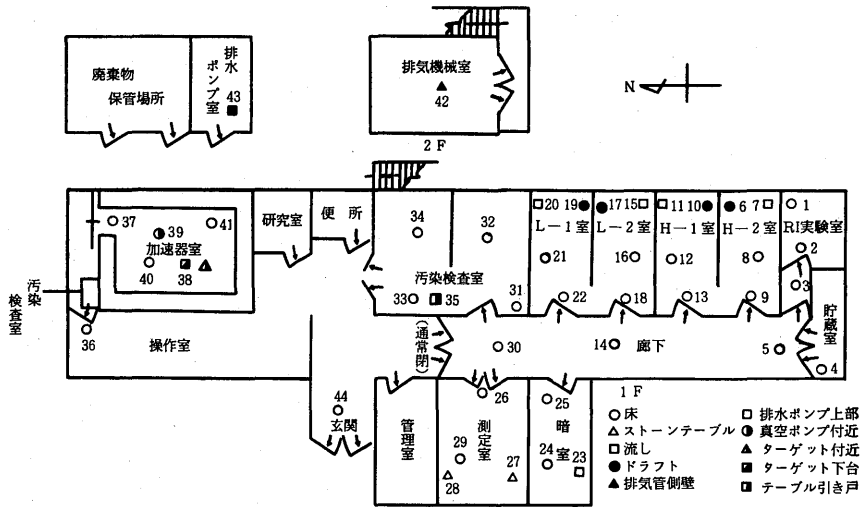 廃棄物
保管場所
排水
ポンプ室
43
排気機械室
42
2F
N
37
39
41
加速器室
40
38
汚染
検査室
36
操作室
研究室
便所
34
32
汚染検査室
33
35
31
20
19
L-1室
21
22
17
15
L-2室
16
18
11
10
H-1室
12
13
6
7
H-2室
8
9
1
RI実験室
2
3
貯蔵室
4
(通常閉)
30
14
廊下
5
1F
44
玄関
管理室
26
測定室
29
28
27
25
暗室
24
23
床
ストーンテーブル
流し
ドラフト
排気管側壁
排水ポンプ上部
真空ポンプ付近
ターゲット付近
ターゲット下台
テーブル引き戸